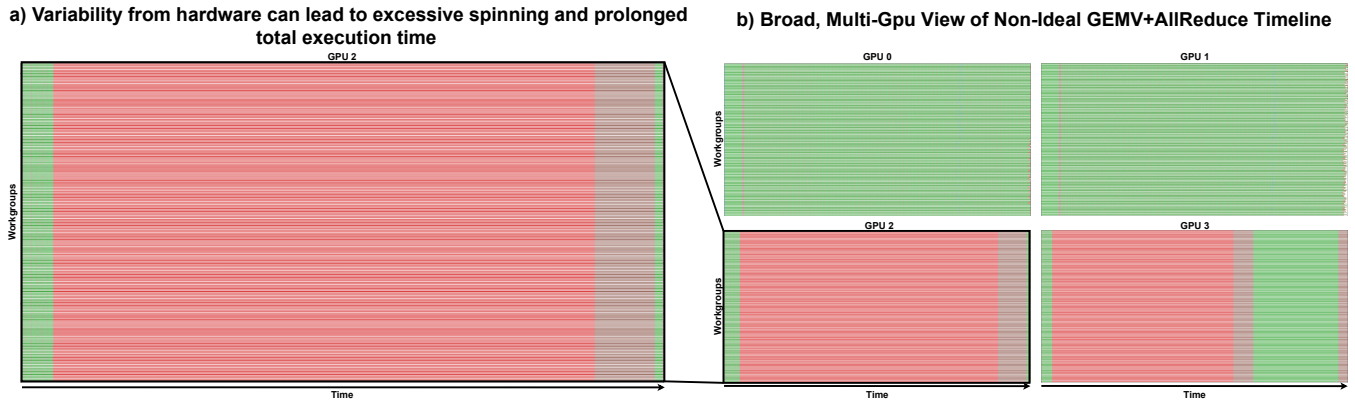 a) Variability from hardware can lead to excessive spinning and prolonged
total execution time
GPU 2
Workgroups
Time
b) Broad, Multi-Gpu View of Non-Ideal GEMV+AllReduce Timeline
GPU 0
GPU 1
Workgroups
GPU 2
GPU 3
Workgroups
Time
Time